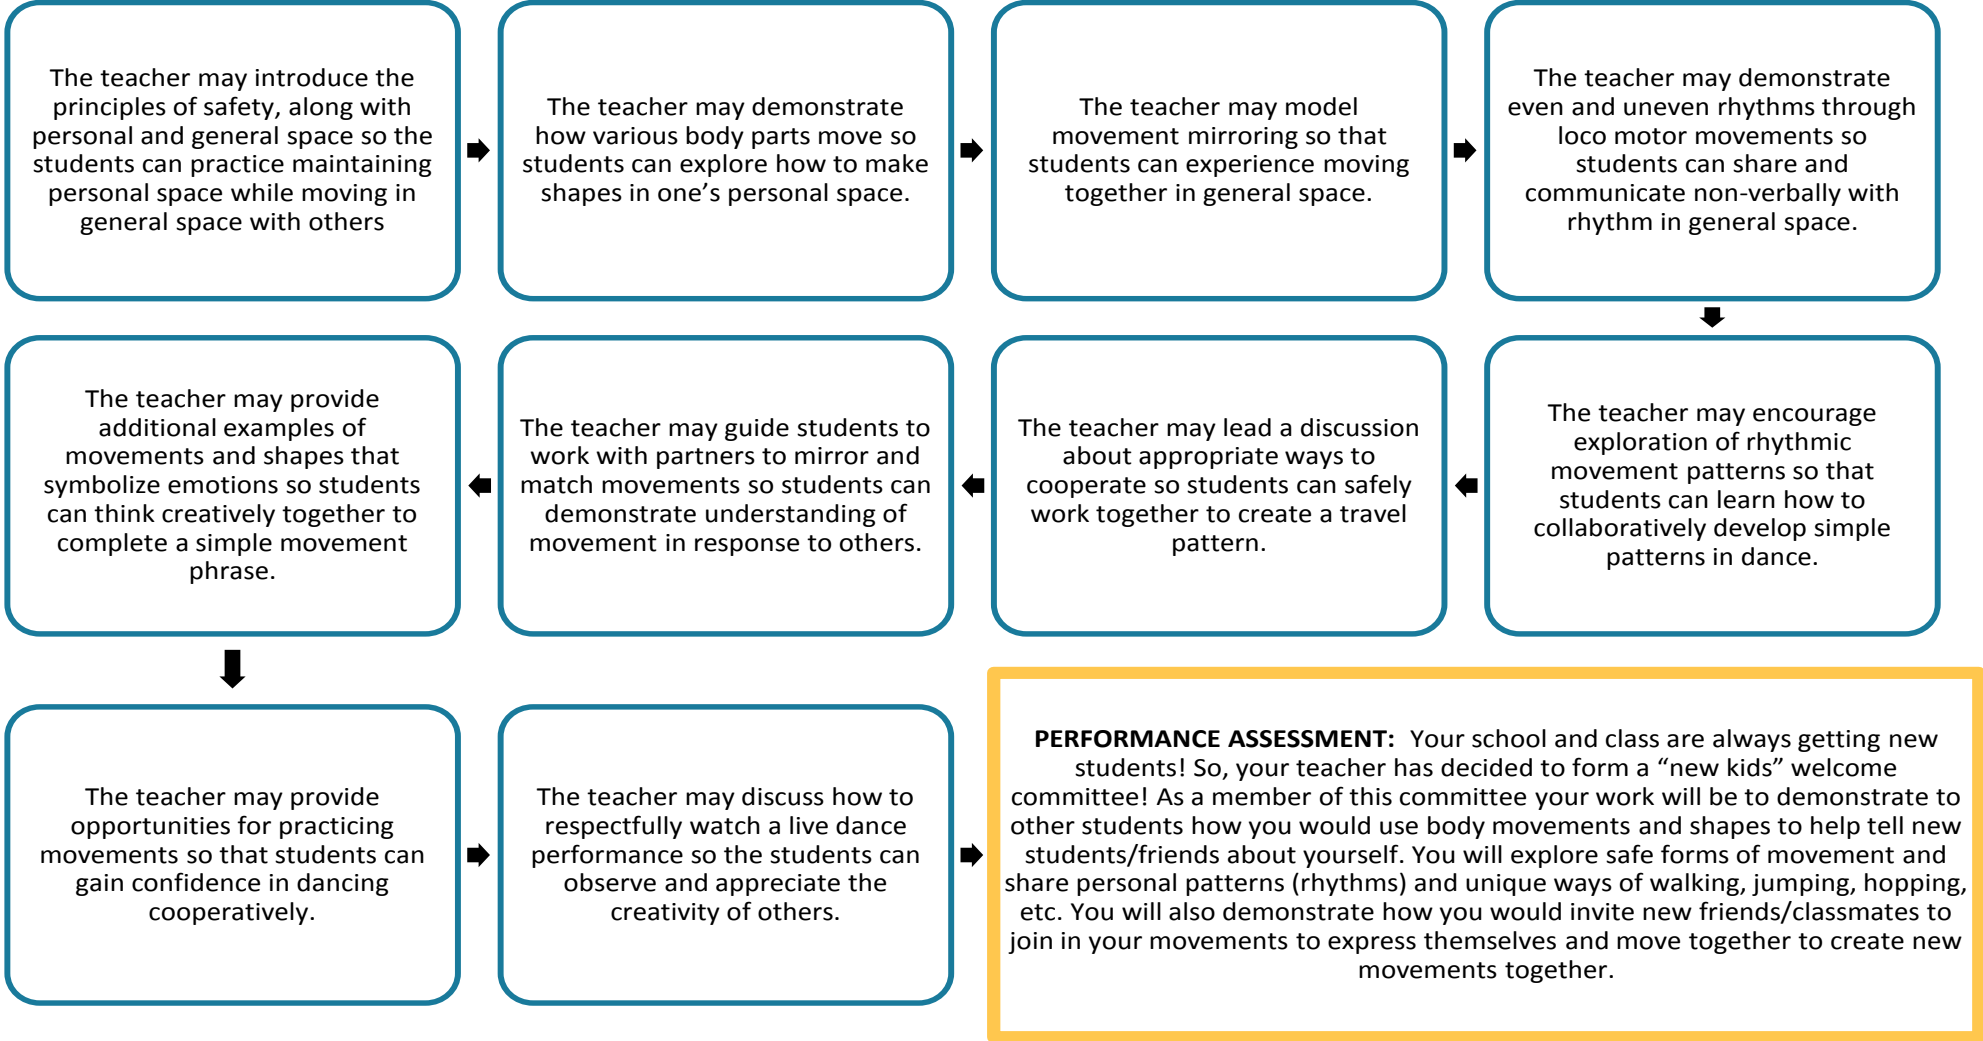 The teacher may introduce the
principles of safety, along with
personal and general space so the
students can practice maintaining
personal space while moving in
general space with others
The teacher may demonstrate
how various body parts move so
students can explore how to make
shapes in one’s personal space.
The teacher may model
movement mirroring so that
students can experience moving
together in general space.
The teacher may demonstrate
even and uneven rhythms through
loco motor movements so
students can share and
communicate non-verbally with
rhythm in general space.
The teacher may encourage
exploration of rhythmic
movement patterns so that
students can learn how to
collaboratively develop simple
patterns in dance.
The teacher may lead a discussion
about appropriate ways to
cooperate so students can safely
work together to create a travel
pattern.
The teacher may guide students to
work with partners to mirror and
match movements so students can
demonstrate understanding of
movement in response to others.
The teacher may provide
additional examples of
movements and shapes that
symbolize emotions so students
can think creatively together to
complete a simple movement
phrase.
The teacher may provide
opportunities for practicing
movements so that students can
gain confidence in dancing
cooperatively.
The teacher may discuss how to
respectfully watch a live dance
performance so the students can
observe and appreciate the
creativity of others.
PERFORMANCE ASSESSMENT: Your school and class are always getting new
students! So, your teacher has decided to form a “new kids” welcome
committee! As a member of this committee your work will be to demonstrate to
other students how you would use body movements and shapes to help tell new
students/friends about yourself. You will explore safe forms of movement and
share personal patterns (rhythms) and unique ways of walking, jumping, hopping,
etc. You will also demonstrate how you would invite new friends/classmates to
join in your movements to express themselves and move together to create new
movements together.